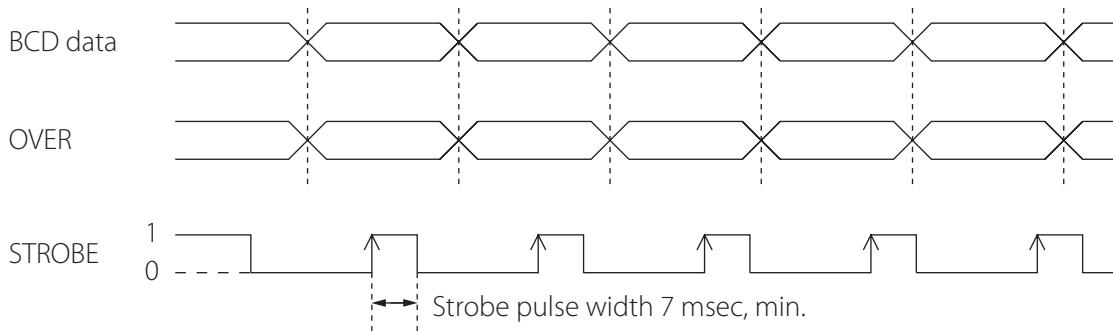 BCD data
OVER
1
STROBE
0
Strobe pulse width 7 msec, min.